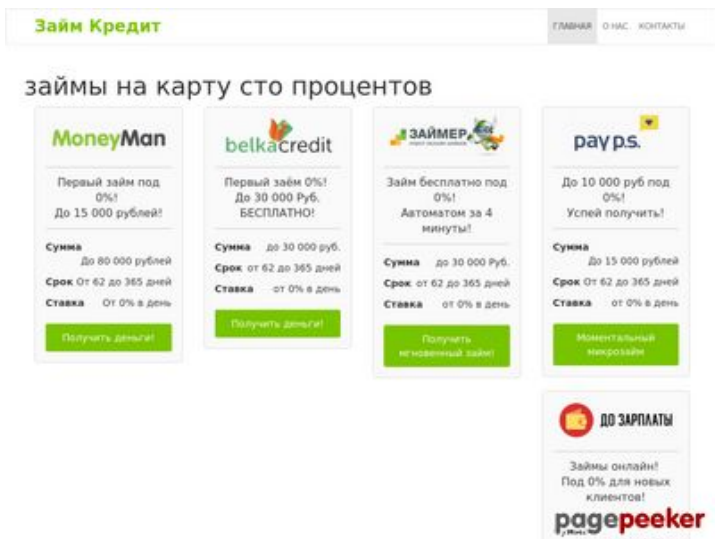 Займ Кредит
ГЛАВНАЯ О НАС КОНТАКТЫ
займы на карту сто процентов
MoneyMan
Первый займ под
0%!
До 15 000 рублей!
Сумма
До 80 000 рублей
Срок От 62 до 365 дней
Ставка От 0% в день
Получить деньги!
belkacredit
Первый заём 0%!
До 30 000 Руб.
БЕСПЛАТНО!
Сумма до 30 000 руб.
Срок от 62 до 365 дней
Ставка от 0% в день
Получить деньги!
ЗАЙМЕР
Займ бесплатно под
0%!
Автоматом за 4
минуты!
Сумма до 30 000 Руб.
Срок от 62 до 365 дней
Ставка от 0% в день
Получить
мгновенный займ!
pay p.s.
До 10 000 руб под
0%!
Успей получить!
Сумма
До 15 000 рублей
Срок От 62 до 365 дней
Ставка от 0% в день
Моментальный
микрозайм
ДО ЗАРПЛАТЫ
Займы онлайн!
Под 0% для новых
клиентов!
pagepeeker